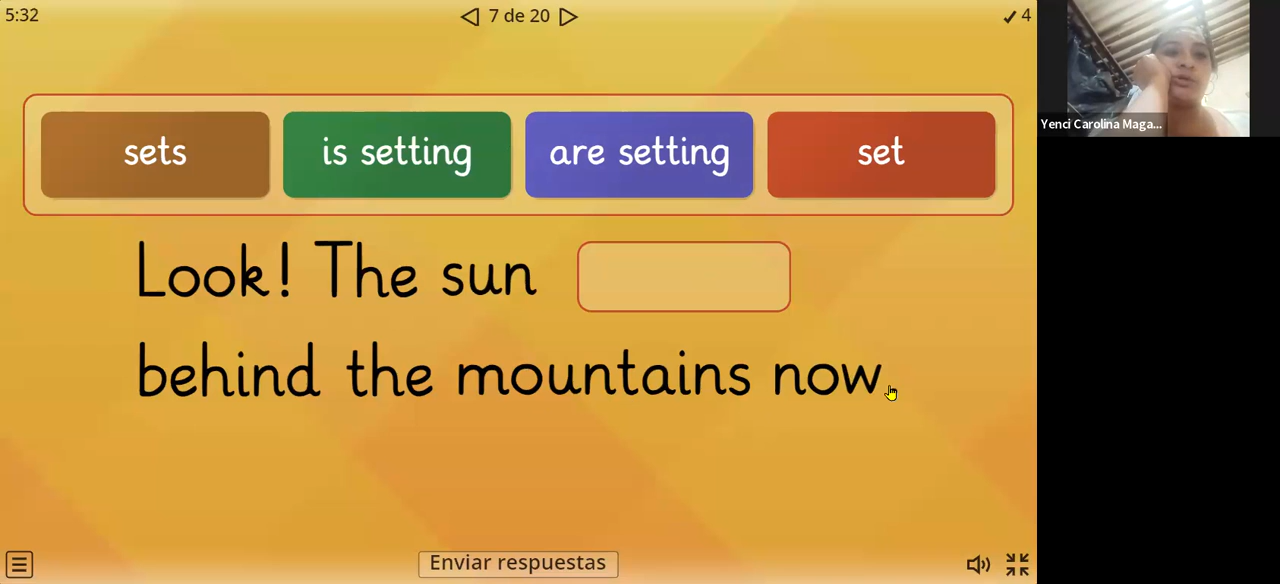 5:32
7 de 20
4
sets
is setting
are setting
set
Look! The sun
behind the mountains now.
Enviar respuestas
Yenci Carolina Maga...